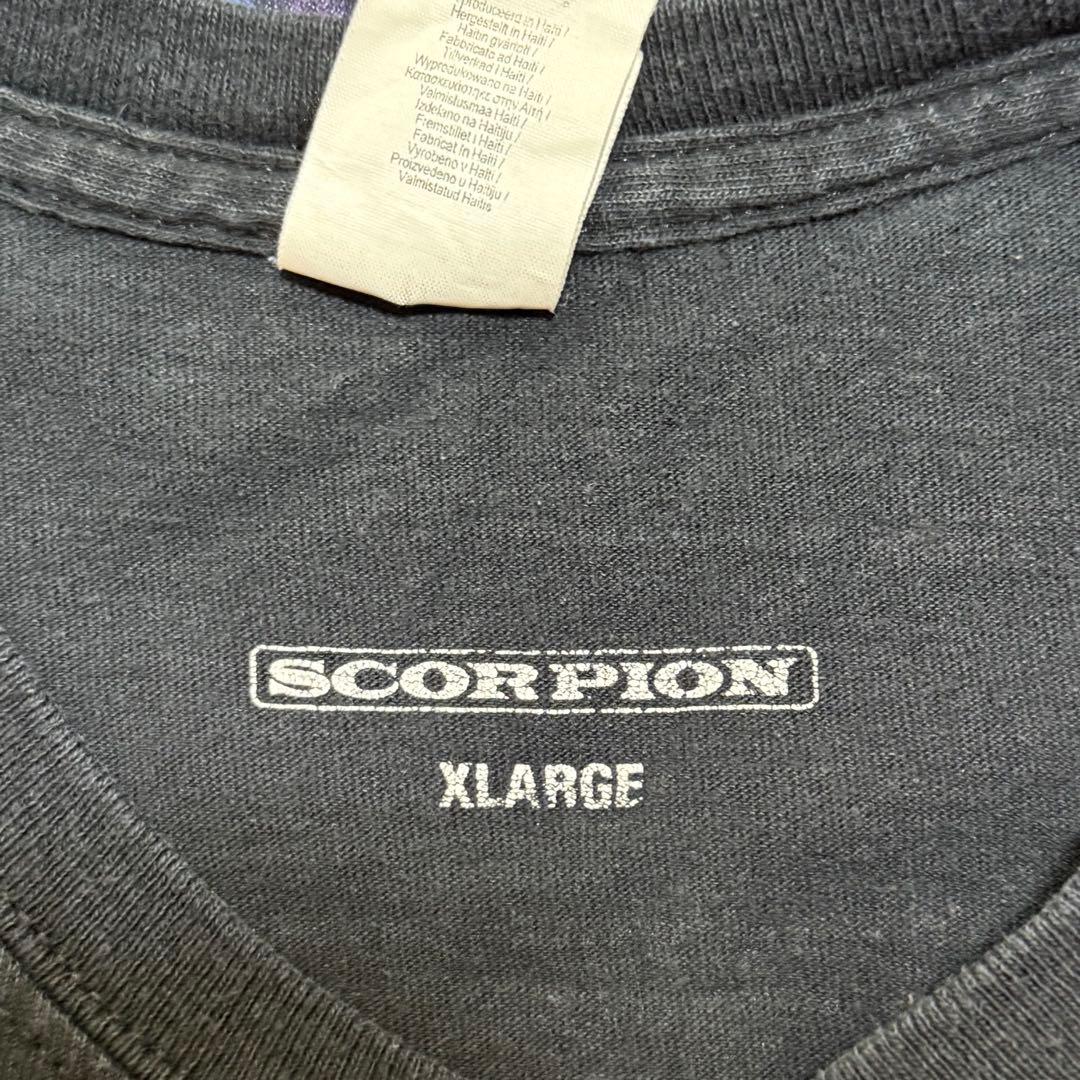 Hergestellt in Haiti /
Haitin gyártott /
Fabbricato ad Haiti /
Tillverkad i Haiti /
Wyprodukowano na Haiti /
Valmistusmaa Haiti /
Izdelano na Haitiju /
Fremstillet i Haiti /
Fabricat în Haiti /
Vyrobeno v Haiti /
Proizvedeno u Haitiju /
Valmistatud Haitis
SCORPION
XLARGE